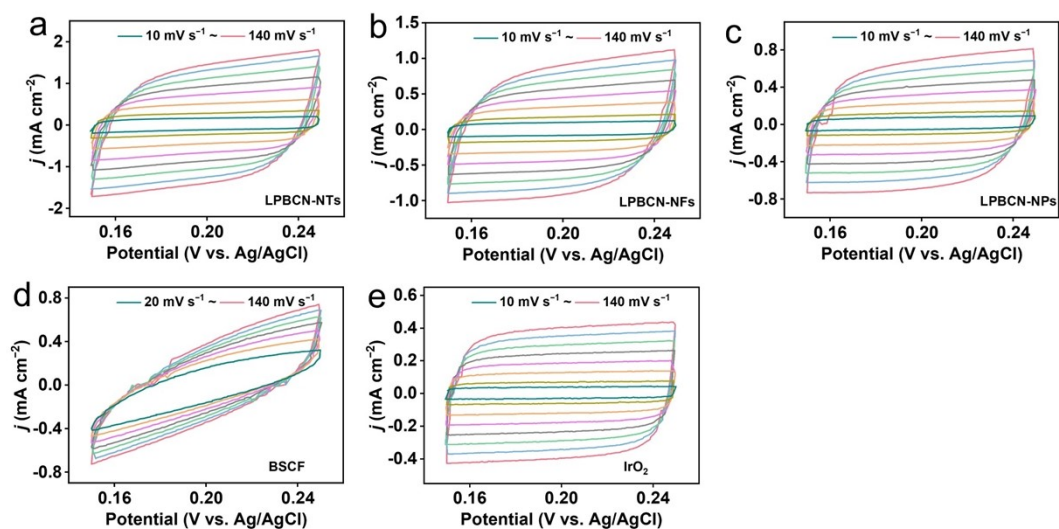 a
10 mV s⁻¹ ~ 140 mV s⁻¹
2
1
0
-1
-2
j (mA cm⁻²)
LPBCN-NTs
0.16 0.20 0.24
Potential (V vs. Ag/AgCl)
b
10 mV s⁻¹ ~ 140 mV s⁻¹
1.5
1.0
0.5
0.0
-0.5
-1.0
j (mA cm⁻²)
LPBCN-NFs
0.16 0.20 0.24
Potential (V vs. Ag/AgCl)
c
10 mV s⁻¹ ~ 140 mV s⁻¹
0.8
0.4
0.0
-0.4
-0.8
j (mA cm⁻²)
LPBCN-NPs
0.16 0.20 0.24
Potential (V vs. Ag/AgCl)
d
20 mV s⁻¹ ~ 140 mV s⁻¹
0.8
0.4
0.0
-0.4
-0.8
j (mA cm⁻²)
BSCF
0.16 0.20 0.24
Potential (V vs. Ag/AgCl)
e
10 mV s⁻¹ ~ 140 mV s⁻¹
0.6
0.4
0.2
0.0
-0.2
-0.4
j (mA cm⁻²)
IrO₂
0.16 0.20 0.24
Potential (V vs. Ag/AgCl)